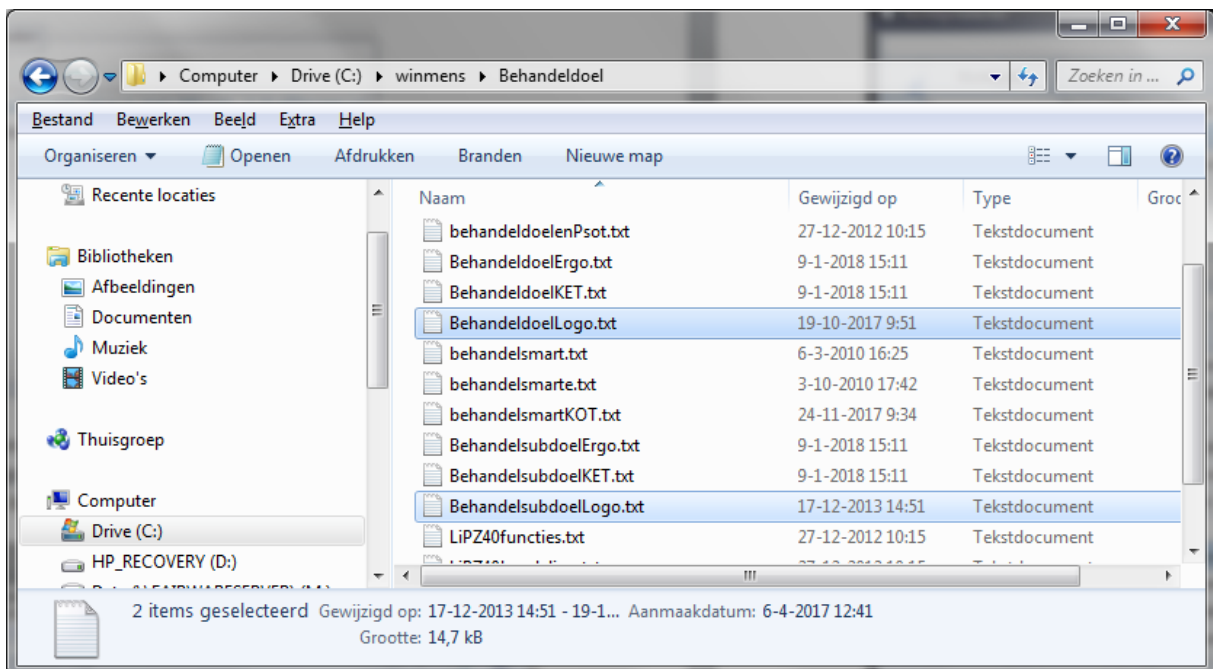 Computer Drive (C:) winmens Behandeldoel
Zoeken in ...
Bestand Bewerken Beeld Extra Help
Organiseren Openen Afdrukken Branden Nieuwe map
Recente locaties
Bibliotheken
Afbeeldingen
Documenten
Muziek
Video's
Thuisgroep
Computer
Drive (C:)
HP_RECOVERY (D:)
Naam Gewijzigd op Type Groo
behandeldoelenPsot.txt 27-12-2012 10:15 Tekstdocument
BehandeldoelErgo.txt 9-1-2018 15:11 Tekstdocument
BehandeldoelKET.txt 9-1-2018 15:11 Tekstdocument
BehandeldoelLogo.txt 19-10-2017 9:51 Tekstdocument
behandelsmart.txt 6-3-2010 16:25 Tekstdocument
behandelsmarte.txt 3-10-2010 17:42 Tekstdocument
behandelsmartKOT.txt 24-11-2017 9:34 Tekstdocument
BehandelsubdoelErgo.txt 9-1-2018 15:11 Tekstdocument
BehandelsubdoelKET.txt 9-1-2018 15:11 Tekstdocument
BehandelsubdoelLogo.txt 17-12-2013 14:51 Tekstdocument
LiPZ40functies.txt 27-12-2012 10:15 Tekstdocument
2 items geselecteerd Gewijzigd op: 17-12-2013 14:51 - 19-1... Aanmaakdatum: 6-4-2017 12:41
Grootte: 14,7 kB